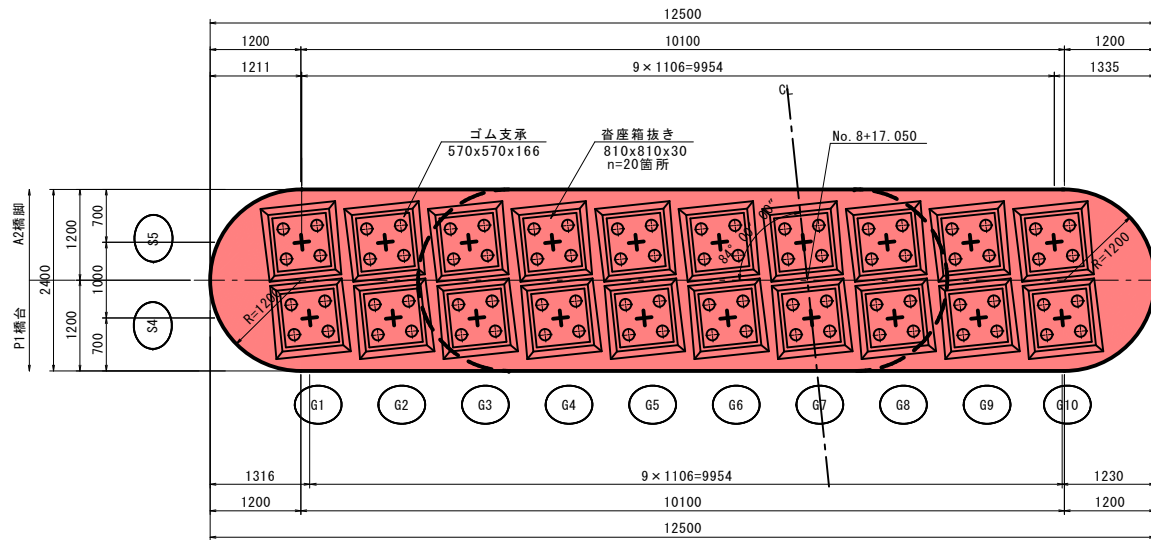 12500
1200
10100
1200
1211
9×1106=9954
1335
CL
ゴム支承
570x570x166
沓座箱抜き
810x810x30
n=20箇所
No.8+17.050
A2橋脚
P1橋台
2400
1200
1200
700
1000
700
S5
S4
84° 00′ 00″
R=1200
R=1200
G1
G2
G3
G4
G5
G6
G7
G8
G9
G10
1316
9×1106=9954
1230
1200
10100
1200
12500